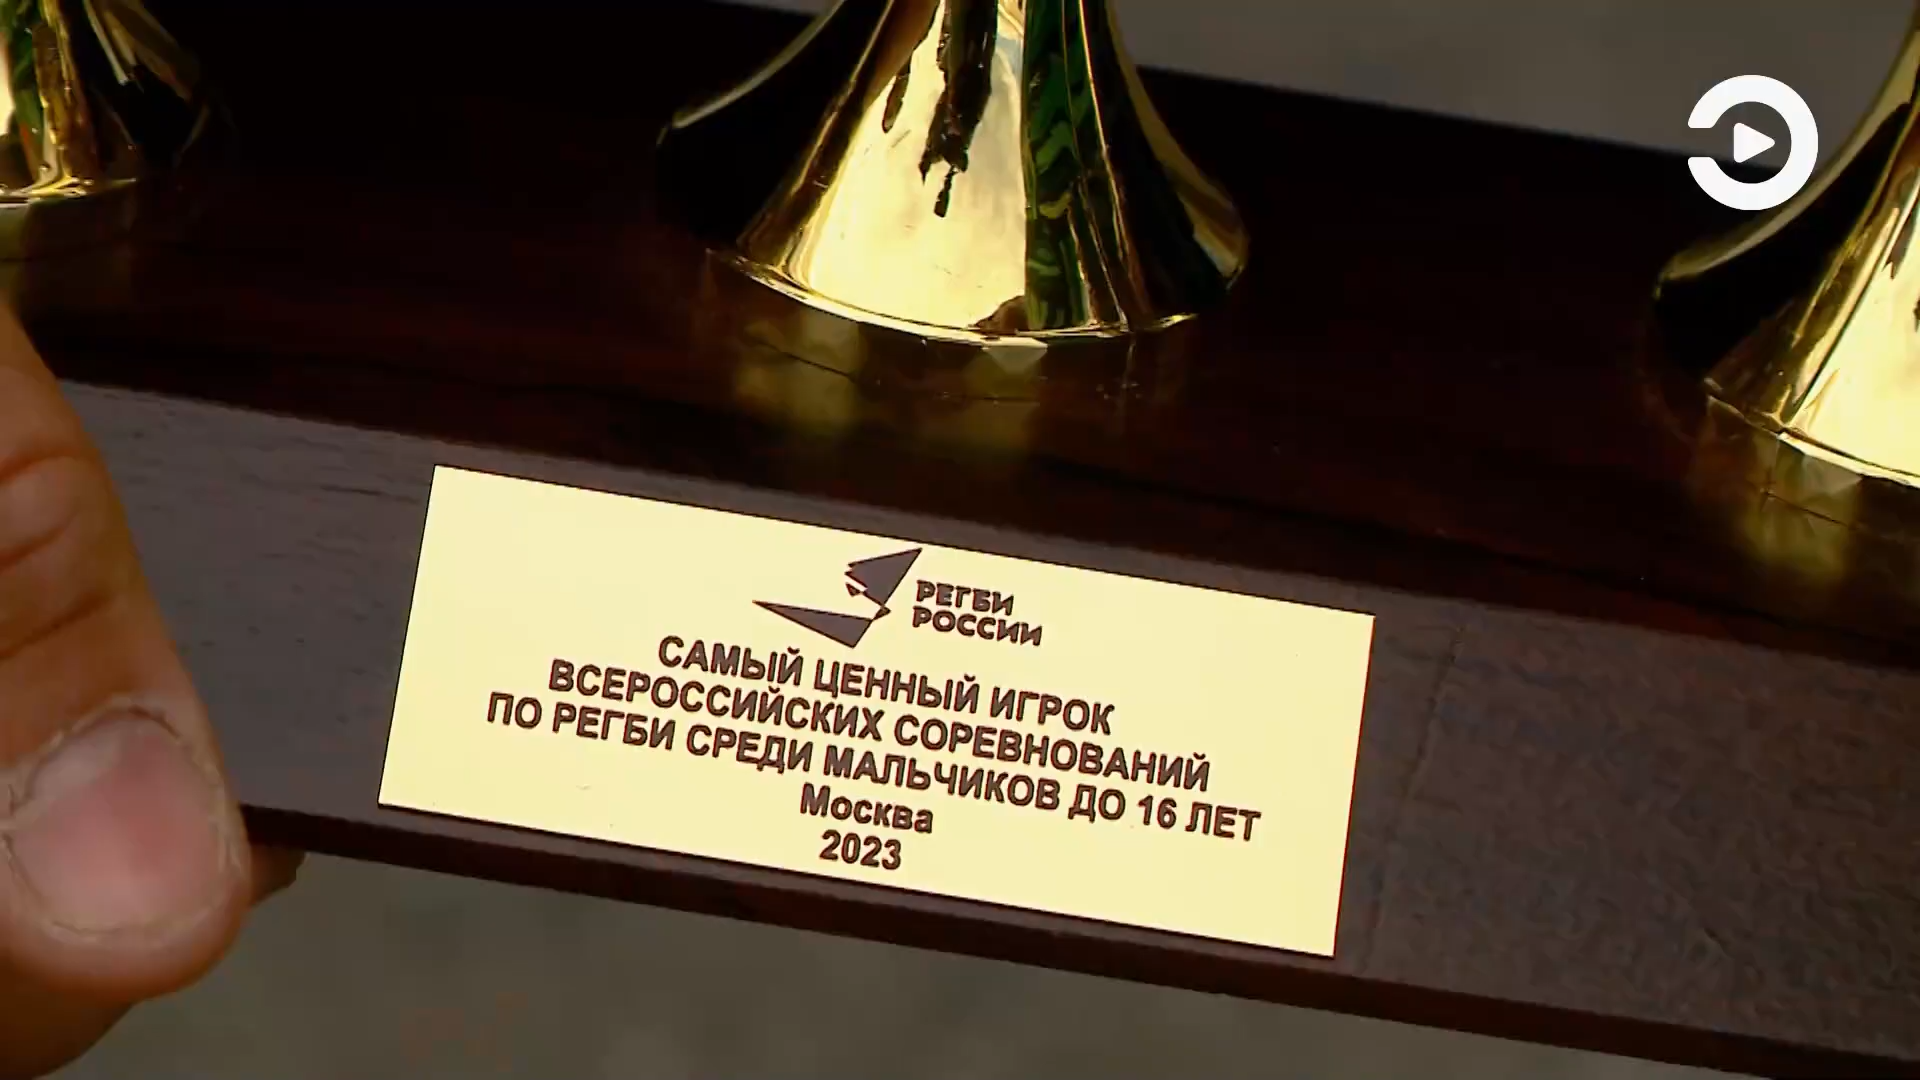 РЕГБИ
РОССИИ
САМЫЙ ЦЕННЫЙ ИГРОК
ВСЕРОССИЙСКИХ СОРЕВНОВАНИЙ
ПО РЕГБИ СРЕДИ МАЛЬЧИКОВ ДО 16 ЛЕТ
Москва
2023